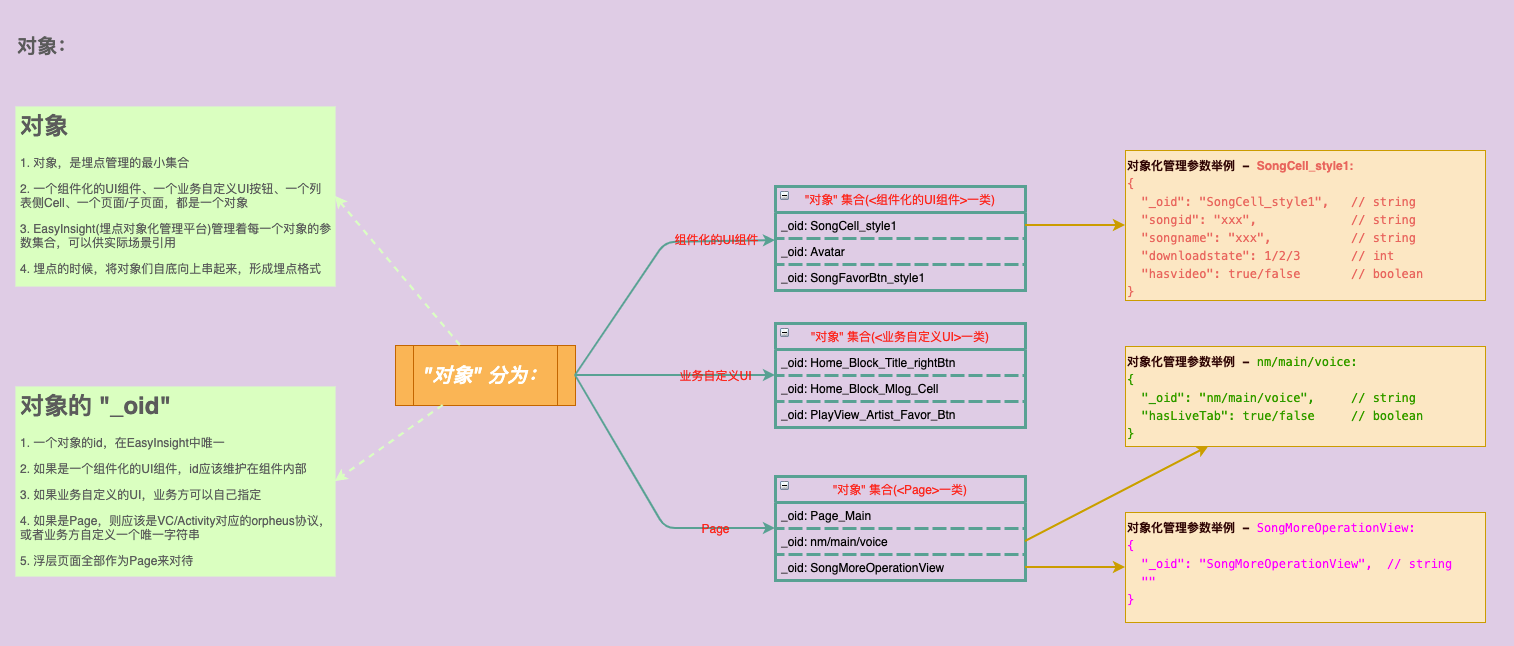 对象：
对象
1. 对象，是埋点管理的最小集合
2. 一个组件化的UI组件、一个业务自定义UI按钮、一个列
表侧Cell、一个页面/子页面，都是一个对象
3. EasyInsight(埋点对象化管理平台)管理着每一个对象的参
数集合，可以供实际场景引用
4. 埋点的时候，将对象们自底向上串起来，形成埋点格式
对象的 "_oid"
1. 一个对象的id，在EasyInsight中唯一
2. 如果是一个组件化的UI组件，id应该维护在组件内部
3. 如果业务自定义的UI，业务方可以自己指定
4. 如果是Page，则应该是VC/Activity对应的orpheus协议，
或者业务方自定义一个唯一字符串
5. 浮层页面全部作为Page来对待
"对象" 分为：
组件化的UI组件
业务自定义UI
Page
"对象" 集合(<组件化的UI组件>一类)
_oid: SongCell_style1
_oid: Avatar
_oid: SongFavorBtn_style1
"对象" 集合(<业务自定义UI>一类)
_oid: Home_Block_Title_rightBtn
_oid: Home_Block_Mlog_Cell
_oid: PlayView_Artist_Favor_Btn
"对象" 集合(<Page>一类)
_oid: Page_Main
_oid: nm/main/voice
_oid: SongMoreOperationView
对象化管理参数举例 - SongCell_style1:
{
"_oid": "SongCell_style1", // string
"songid": "xxx", // string
"songname": "xxx", // string
"downloadstate": 1/2/3 // int
"hasvideo": true/false // boolean
}
对象化管理参数举例 - nm/main/voice:
{
"_oid": "nm/main/voice", // string
"hasLiveTab": true/false // boolean
}
对象化管理参数举例 - SongMoreOperationView:
{
"_oid": "SongMoreOperationView", // string
""
}